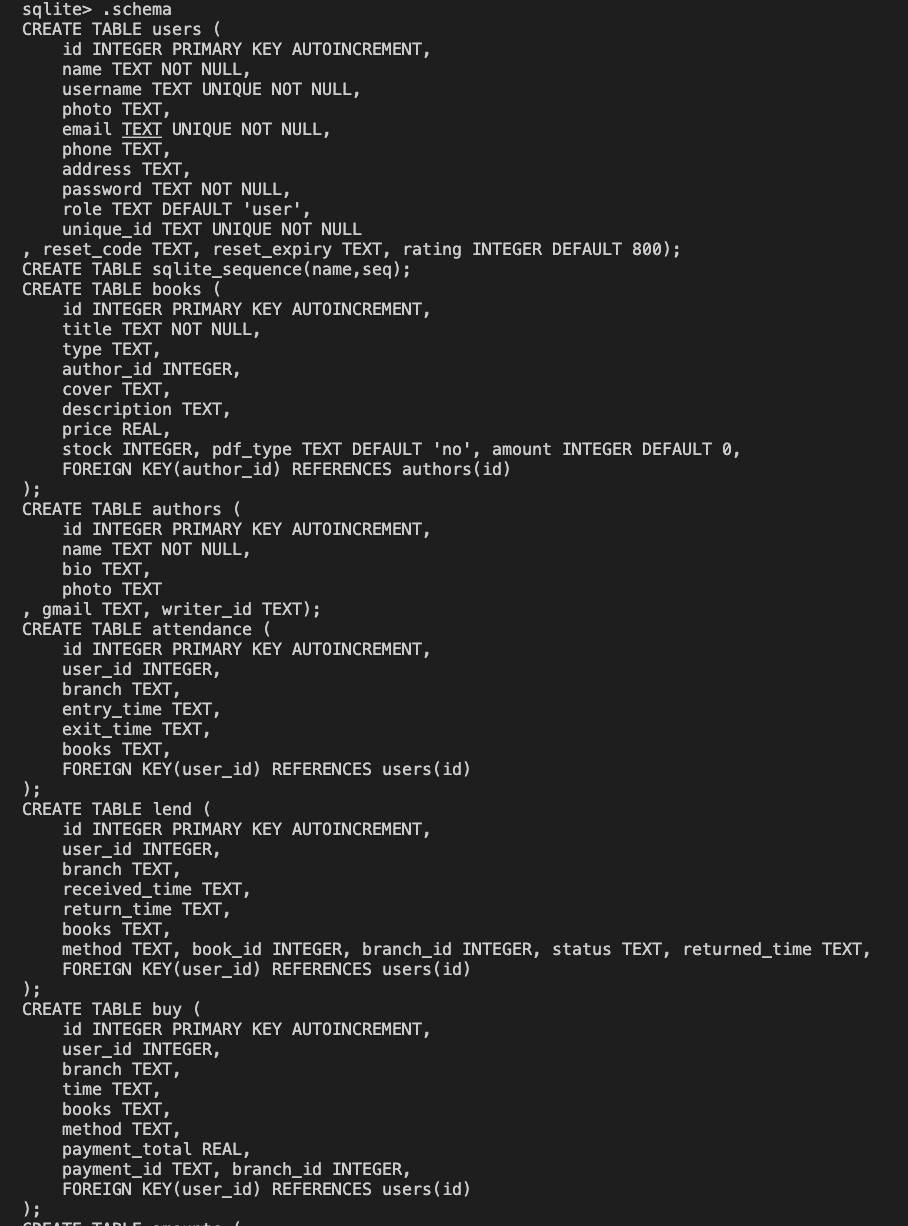 sqlite> .schema
CREATE TABLE users (
    id INTEGER PRIMARY KEY AUTOINCREMENT,
    name TEXT NOT NULL,
    username TEXT UNIQUE NOT NULL,
    photo TEXT,
    email TEXT UNIQUE NOT NULL,
    phone TEXT,
    address TEXT,
    password TEXT NOT NULL,
    role TEXT DEFAULT 'user',
    unique_id TEXT UNIQUE NOT NULL
, reset_code TEXT, reset_expiry TEXT, rating INTEGER DEFAULT 800);
CREATE TABLE sqlite_sequence(name,seq);
CREATE TABLE books (
    id INTEGER PRIMARY KEY AUTOINCREMENT,
    title TEXT NOT NULL,
    type TEXT,
    author_id INTEGER,
    cover TEXT,
    description TEXT,
    price REAL,
    stock INTEGER, pdf_type TEXT DEFAULT 'no', amount INTEGER DEFAULT 0,
    FOREIGN KEY(author_id) REFERENCES authors(id)
);
CREATE TABLE authors (
    id INTEGER PRIMARY KEY AUTOINCREMENT,
    name TEXT NOT NULL,
    bio TEXT,
    photo TEXT
, gmail TEXT, writer_id TEXT);
CREATE TABLE attendance (
    id INTEGER PRIMARY KEY AUTOINCREMENT,
    user_id INTEGER,
    branch TEXT,
    entry_time TEXT,
    exit_time TEXT,
    books TEXT,
    FOREIGN KEY(user_id) REFERENCES users(id)
);
CREATE TABLE lend (
    id INTEGER PRIMARY KEY AUTOINCREMENT,
    user_id INTEGER,
    branch TEXT,
    received_time TEXT,
    return_time TEXT,
    books TEXT,
    method TEXT, book_id INTEGER, branch_id INTEGER, status TEXT, returned_time TEXT,
    FOREIGN KEY(user_id) REFERENCES users(id)
);
CREATE TABLE buy (
    id INTEGER PRIMARY KEY AUTOINCREMENT,
    user_id INTEGER,
    branch TEXT,
    time TEXT,
    books TEXT,
    method TEXT,
    payment_total REAL,
    payment_id TEXT, branch_id INTEGER,
    FOREIGN KEY(user_id) REFERENCES users(id)
);